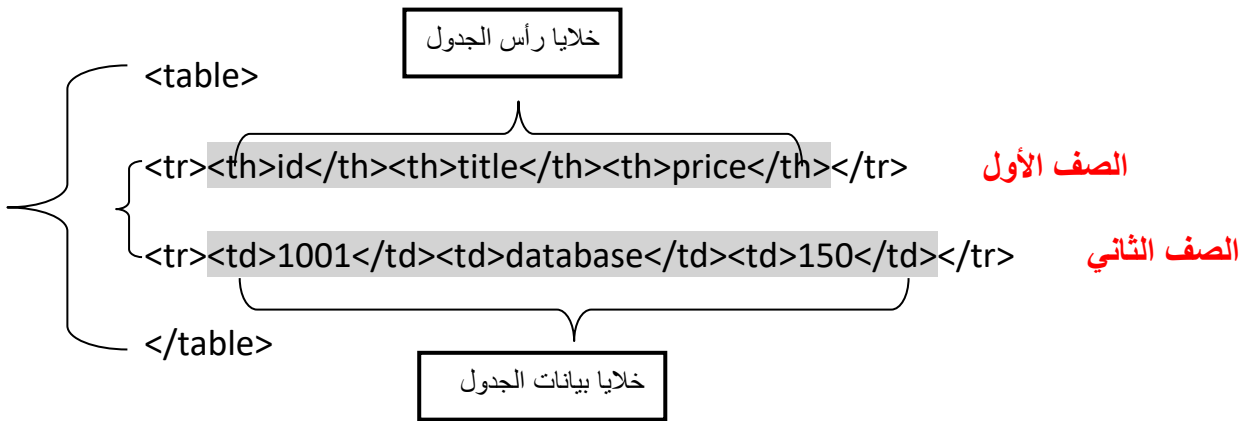 خلايا رأس الجدول
<table>
<tr><th>id</th><th>title</th><th>price</th></tr> الصف الأول
<tr><td>1001</td><td>database</td><td>150</td></tr> الصف الثاني
</table>
خلايا بيانات الجدول